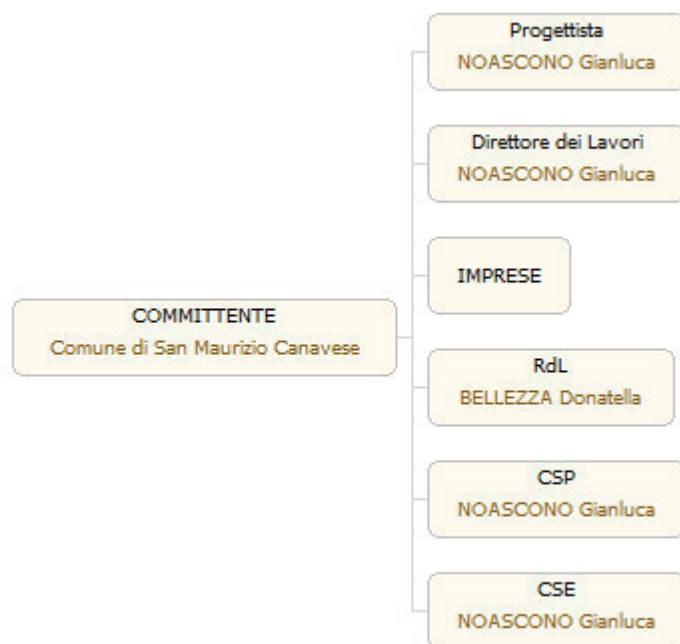 Progettista
NOASCONO Gianluca
Direttore dei Lavori
NOASCONO Gianluca
IMPRESE
COMMITTENTE
Comune di San Maurizio Canavese
RdL
BELLEZZA Donatella
CSP
NOASCONO Gianluca
CSE
NOASCONO Gianluca